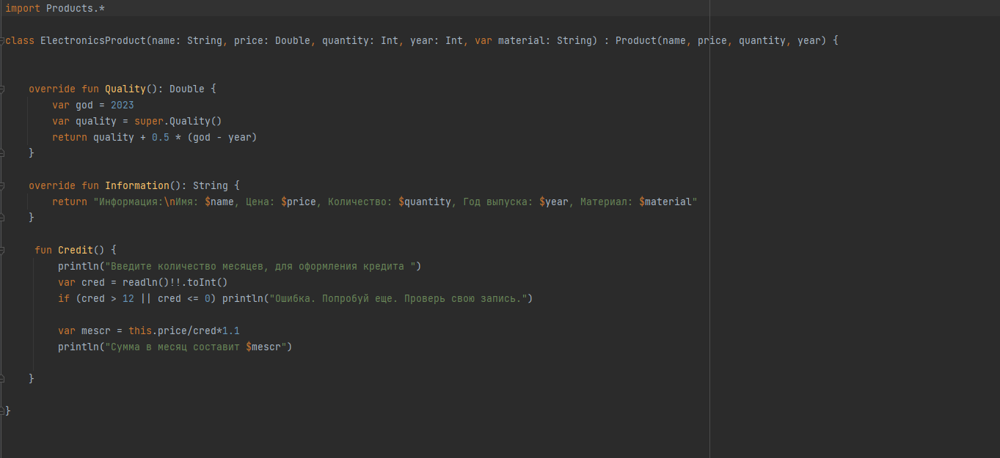 import Products.*
class ElectronicsProduct(name: String, price: Double, quantity: Int, year: Int, var material: String) : Product(name, price, quantity, year) {
override fun Quality(): Double {
var god = 2023
var quality = super.Quality()
return quality + 0.5 * (god - year)
}
override fun Information(): String {
return "Информация:\nИмя: $name, Цена: $price, Количество: $quantity, Год выпуска: $year, Материал: $material"
}
fun Credit() {
println("Введите количество месяцев, для оформления кредита ")
var cred = readln()!!.toInt()
if (cred > 12 || cred <= 0) println("Ошибка. Попробуй еще. Проверь свою запись.")
var mescr = this.price/cred*1.1
println("Сумма в месяц составит $mescr")
}
}